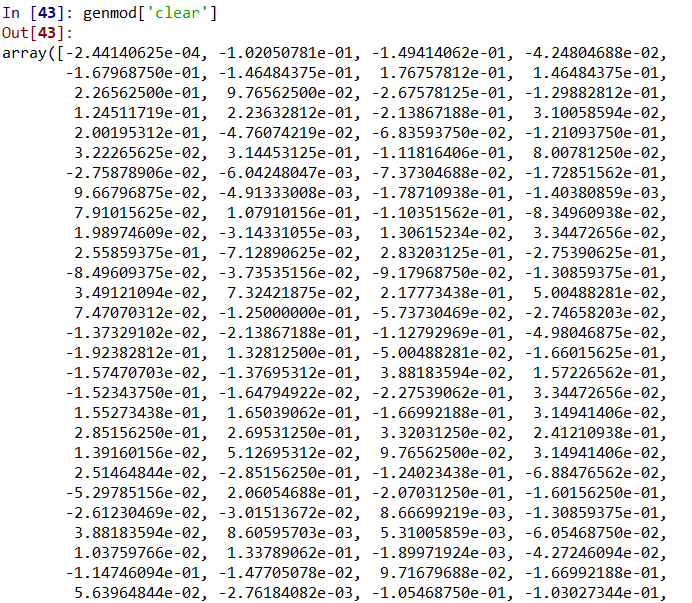 In [43]: genmod['clear']
Out[43]:
array([-2.44140625e-04, -1.02050781e-01, -1.49414062e-01, -4.24804688e-02,
-1.67968750e-01, -1.46484375e-01, 1.76757812e-01, 1.46484375e-01,
2.26562500e-01, 9.76562500e-02, -2.67578125e-01, -1.29882812e-01,
1.24511719e-01, 2.23632812e-01, -2.13867188e-01, 3.10058594e-02,
2.00195312e-01, -4.76074219e-02, -6.83593750e-02, -1.21093750e-01,
3.22265625e-02, 3.14453125e-01, -1.11816406e-01, 8.00781250e-02,
-2.75878906e-02, -6.04248047e-03, -7.37304688e-02, -1.72851562e-01,
9.66796875e-02, -4.91333008e-03, -1.78710938e-01, -1.40380859e-03,
7.91015625e-02, 1.07910156e-01, -1.10351562e-01, -8.34960938e-02,
1.98974609e-02, -3.14331055e-03, 1.30615234e-02, 3.34472656e-02,
2.55859375e-01, -7.12890625e-02, 2.83203125e-01, -2.75390625e-01,
-8.49609375e-02, -3.73535156e-02, -9.17968750e-02, -1.30859375e-01,
3.49121094e-02, 7.32421875e-02, 2.17773438e-01, 5.00488281e-02,
7.47070312e-02, -1.25000000e-01, -5.73730469e-02, -2.74658203e-02,
-1.37329102e-02, -2.13867188e-01, -1.12792969e-01, -4.98046875e-02,
-1.92382812e-01, 1.32812500e-01, -5.00488281e-02, -1.66015625e-01,
-1.57470703e-02, -1.37695312e-01, 3.88183594e-02, 1.57226562e-01,
-1.52343750e-01, -1.64794922e-02, -2.27539062e-01, 3.34472656e-02,
1.55273438e-01, 1.65039062e-01, -1.66992188e-01, 3.14941406e-02,
2.85156250e-01, 2.69531250e-01, 3.32031250e-02, 2.41210938e-01,
1.39160156e-02, 5.12695312e-02, 9.76562500e-02, 3.14941406e-02,
2.51464844e-02, -2.85156250e-01, -1.24023438e-01, -6.88476562e-02,
-5.29785156e-02, 2.06054688e-01, -2.07031250e-01, -1.60156250e-01,
-2.61230469e-02, -3.01513672e-02, 8.66699219e-03, -1.30859375e-01,
3.88183594e-02, 8.60595703e-03, 5.31005859e-03, -6.05468750e-02,
1.03759766e-02, 1.33789062e-01, -1.89971924e-03, -4.27246094e-02,
-1.14746094e-01, -1.47705078e-02, 9.71679688e-02, -1.66992188e-01,
5.63964844e-02, -2.76184082e-03, -1.05468750e-01, -1.03027344e-01,